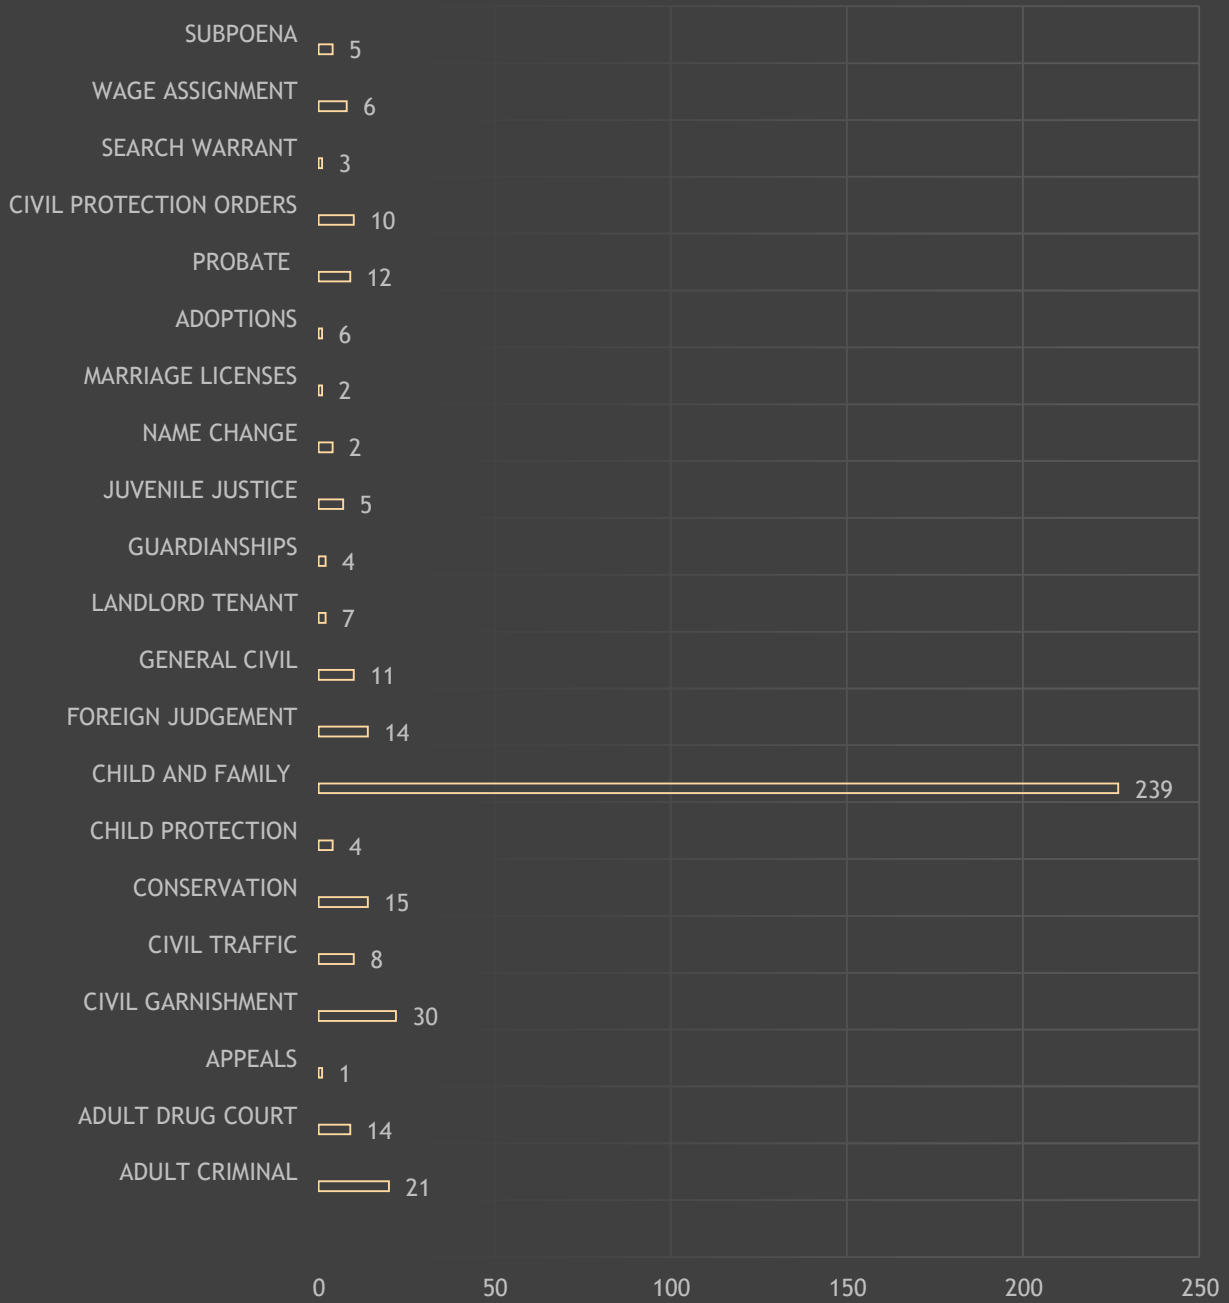 SUBPOENA 5
WAGE ASSIGNMENT 6
SEARCH WARRANT 3
CIVIL PROTECTION ORDERS 10
PROBATE 12
ADOPTIONS 6
MARRIAGE LICENSES 2
NAME CHANGE 2
JUVENILE JUSTICE 5
GUARDIANSHIPS 4
LANDLORD TENANT 7
GENERAL CIVIL 11
FOREIGN JUDGEMENT 14
CHILD AND FAMILY 239
CHILD PROTECTION 4
CONSERVATION 15
CIVIL TRAFFIC 8
CIVIL GARNISHMENT 30
APPEALS 1
ADULT DRUG COURT 14
ADULT CRIMINAL 21
0 50 100 150 200 250